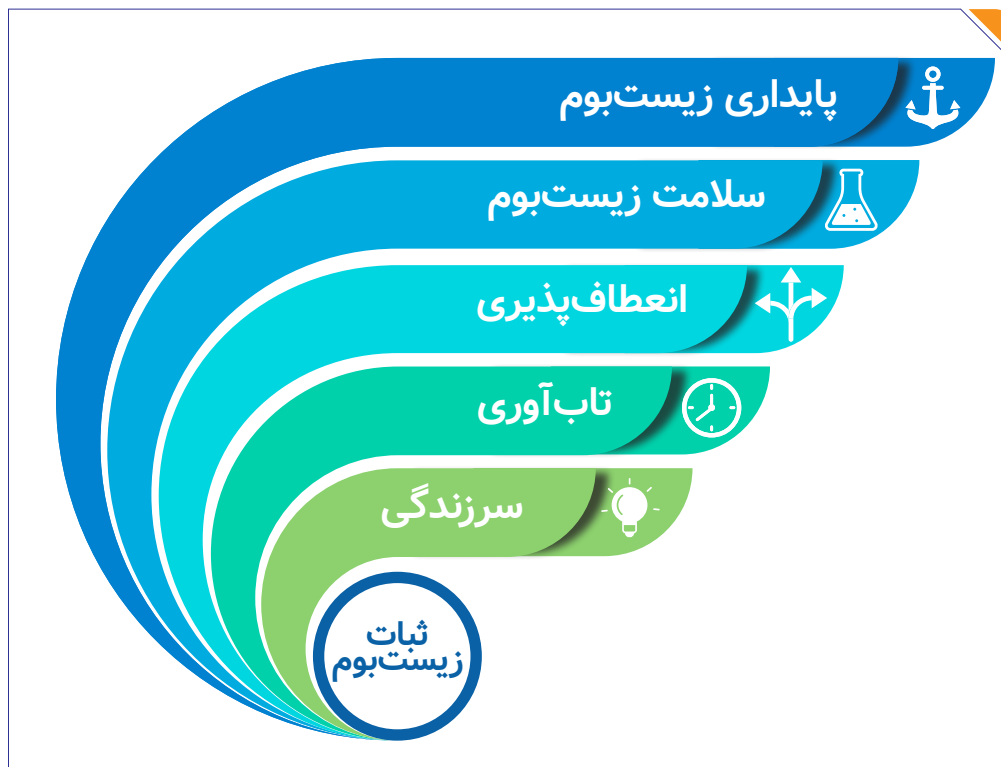 پایداری زیست‌بوم
سلامت زیست‌بوم
انعطاف‌پذیری
تاب‌آوری
سرزندگی
ثبات
زیست‌بوم